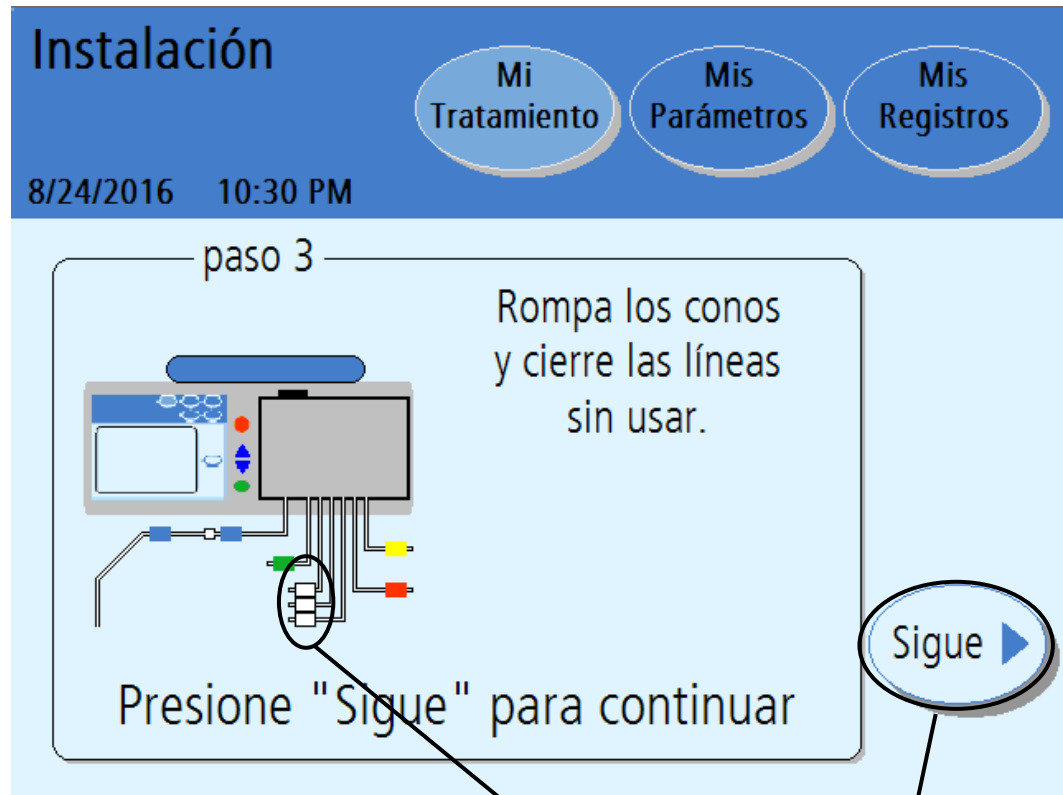 Instalación
Mi
Tratamiento
Mis
Parámetros
Mis
Registros
8/24/2016 10:30 PM
paso 3
Rompa los conos
y cierre las líneas
sin usar.
Sigue
Presione "Sigue" para continuar